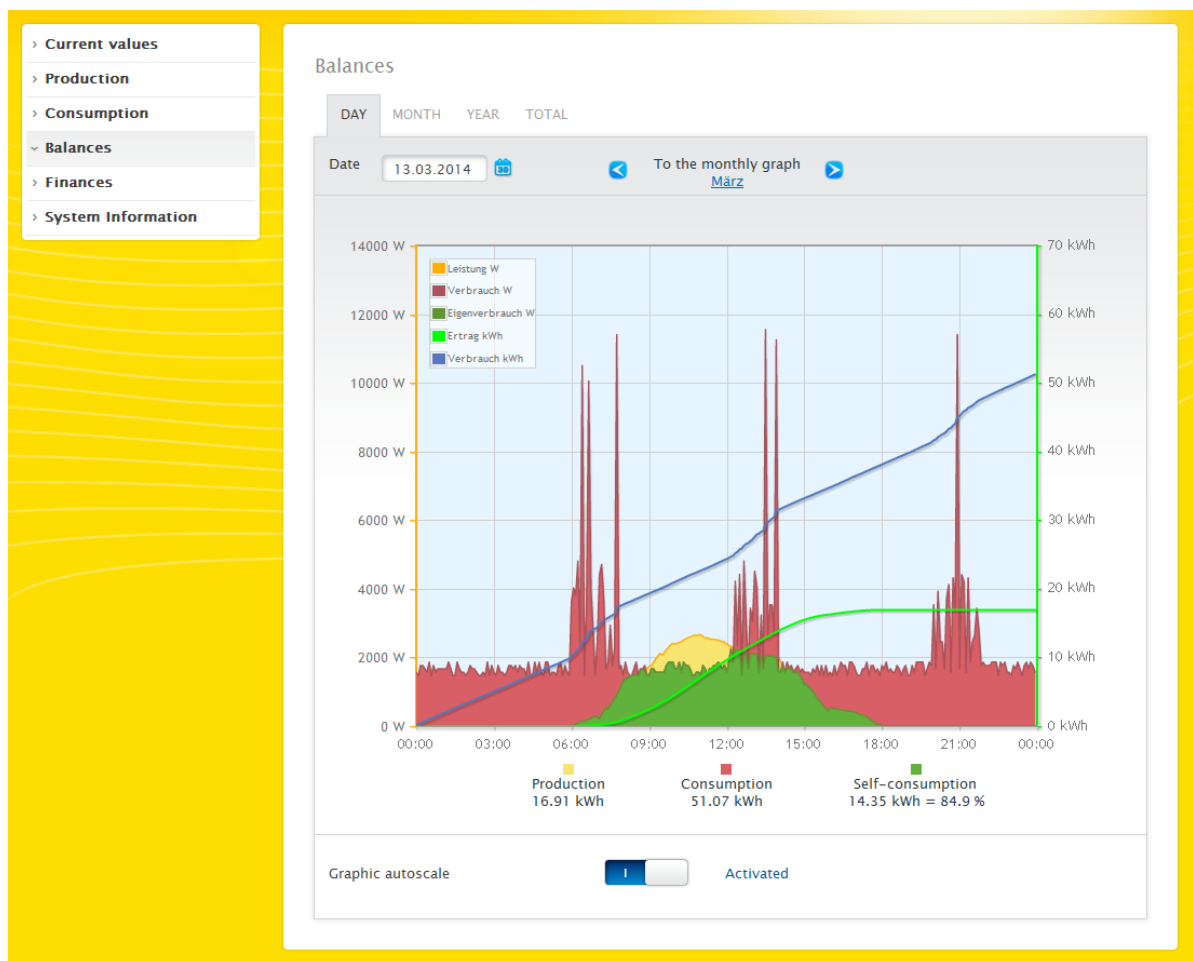 Current values
Production
Consumption
Balances
Finances
System Information
Balances
DAY MONTH YEAR TOTAL
Date 13.03.2014 30 To the monthly graph
März
14000 W
12000 W
10000 W
8000 W
6000 W
4000 W
2000 W
0 W
Leistung W
Verbrauch W
Eigenverbrauch W
Ertrag kWh
Verbrauch kWh
70 kWh
60 kWh
50 kWh
40 kWh
30 kWh
20 kWh
10 kWh
0 kWh
00:00 03:00 06:00 09:00 12:00 15:00 18:00 21:00 00:00
Production Consumption Self-consumption
16.91 kWh 51.07 kWh 14.35 kWh = 84.9 %
Graphic autoscale I Activated